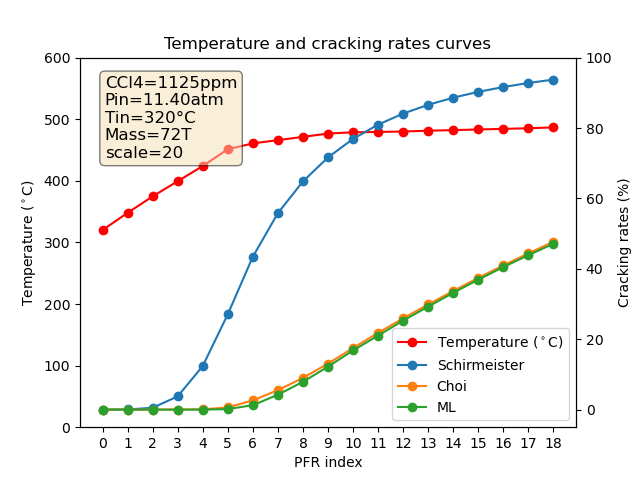 Temperature and cracking rates curves
CCl4=1125ppm
Pin=11.40atm
Tin=320°C
Mass=72T
scale=20
Temperature (°C)
600
500
400
300
200
100
0
Cracking rates (%)
100
80
60
40
20
0
Temperature (°C)
Schirmeister
Choi
ML
0 1 2 3 4 5 6 7 8 9 10 11 12 13 14 15 16 17 18
PFR index